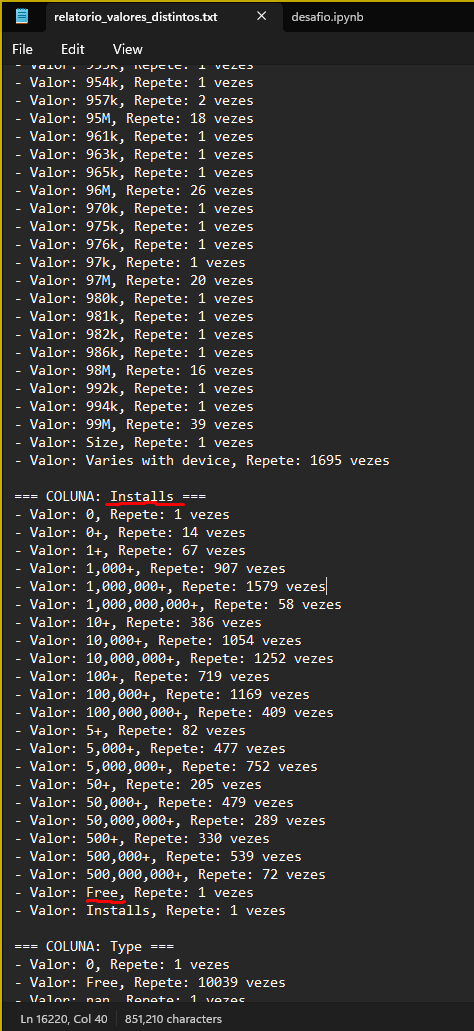 relatorio_valores_distintos.txt
desafio.ipynb
File Edit View
- Valor: 953k, Repete: 1 vezes
- Valor: 954k, Repete: 1 vezes
- Valor: 957k, Repete: 2 vezes
- Valor: 95M, Repete: 18 vezes
- Valor: 961k, Repete: 1 vezes
- Valor: 963k, Repete: 1 vezes
- Valor: 965k, Repete: 1 vezes
- Valor: 96M, Repete: 26 vezes
- Valor: 970k, Repete: 1 vezes
- Valor: 975k, Repete: 1 vezes
- Valor: 976k, Repete: 1 vezes
- Valor: 97k, Repete: 1 vezes
- Valor: 97M, Repete: 20 vezes
- Valor: 980k, Repete: 1 vezes
- Valor: 981k, Repete: 1 vezes
- Valor: 982k, Repete: 1 vezes
- Valor: 986k, Repete: 1 vezes
- Valor: 98M, Repete: 16 vezes
- Valor: 992k, Repete: 1 vezes
- Valor: 994k, Repete: 1 vezes
- Valor: 99M, Repete: 39 vezes
- Valor: Size, Repete: 1 vezes
- Valor: Varies with device, Repete: 1695 vezes
=== COLUNA: Installs ===
- Valor: 0, Repete: 1 vezes
- Valor: 0+, Repete: 14 vezes
- Valor: 1+, Repete: 67 vezes
- Valor: 1,000+, Repete: 907 vezes
- Valor: 1,000,000+, Repete: 1579 vezes
- Valor: 1,000,000,000+, Repete: 58 vezes
- Valor: 10+, Repete: 386 vezes
- Valor: 10,000+, Repete: 1054 vezes
- Valor: 10,000,000+, Repete: 1252 vezes
- Valor: 100+, Repete: 719 vezes
- Valor: 100,000+, Repete: 1169 vezes
- Valor: 100,000,000+, Repete: 409 vezes
- Valor: 5+, Repete: 82 vezes
- Valor: 5,000+, Repete: 477 vezes
- Valor: 5,000,000+, Repete: 752 vezes
- Valor: 50+, Repete: 205 vezes
- Valor: 50,000+, Repete: 479 vezes
- Valor: 50,000,000+, Repete: 289 vezes
- Valor: 500+, Repete: 330 vezes
- Valor: 500,000+, Repete: 539 vezes
- Valor: 500,000,000+, Repete: 72 vezes
- Valor: Free, Repete: 1 vezes
- Valor: Installs, Repete: 1 vezes
=== COLUNA: Type ===
- Valor: 0, Repete: 1 vezes
- Valor: Free, Repete: 10039 vezes
- Valor: nan, Repete: 1 vezes
Ln 16220, Col 40
851,210 characters